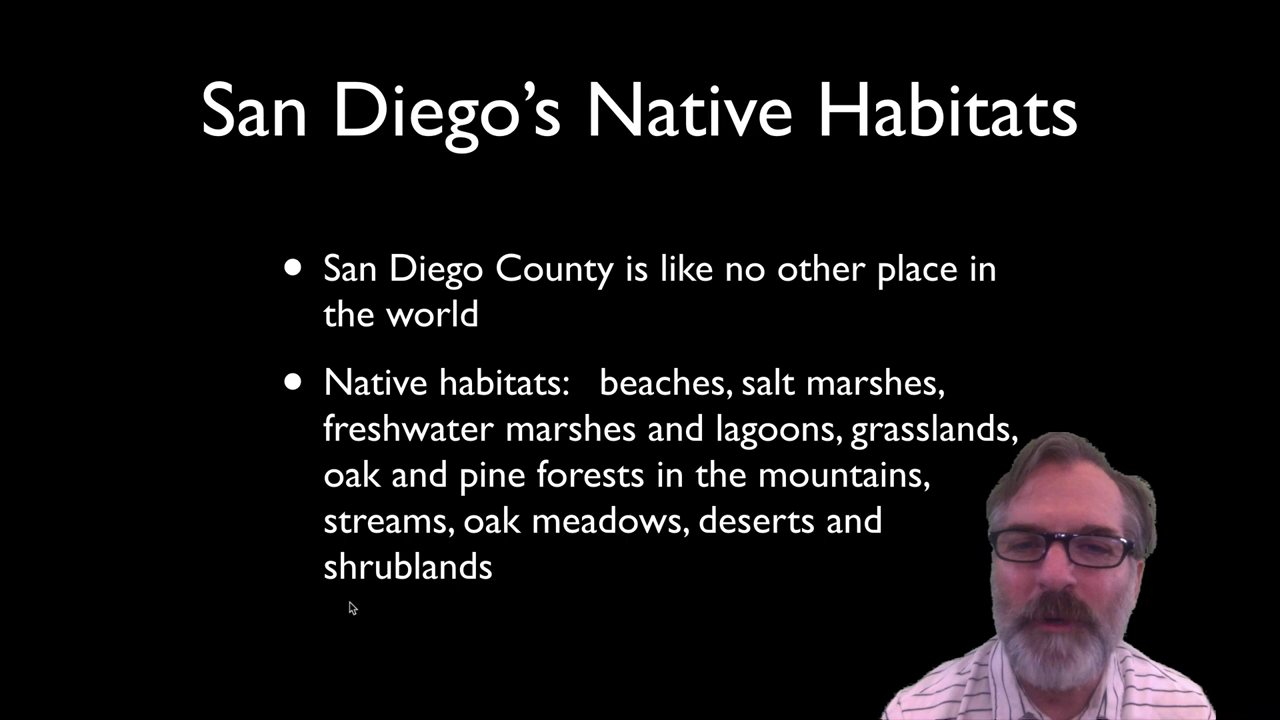 San Diego’s Native Habitats
• San Diego County is like no other place in
the world
• Native habitats:   beaches, salt marshes,
freshwater marshes and lagoons, grasslands,
oak and pine forests in the mountains,
streams, oak meadows, deserts and
shrublands